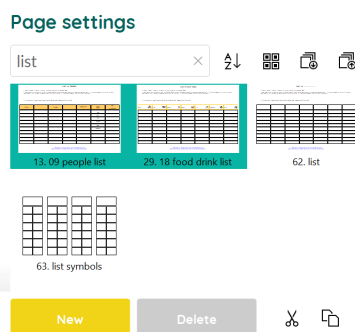 Page settings
list
A
Z
13. 09 people list
29. 18 food drink list
62. list
63. list symbols
New
Delete